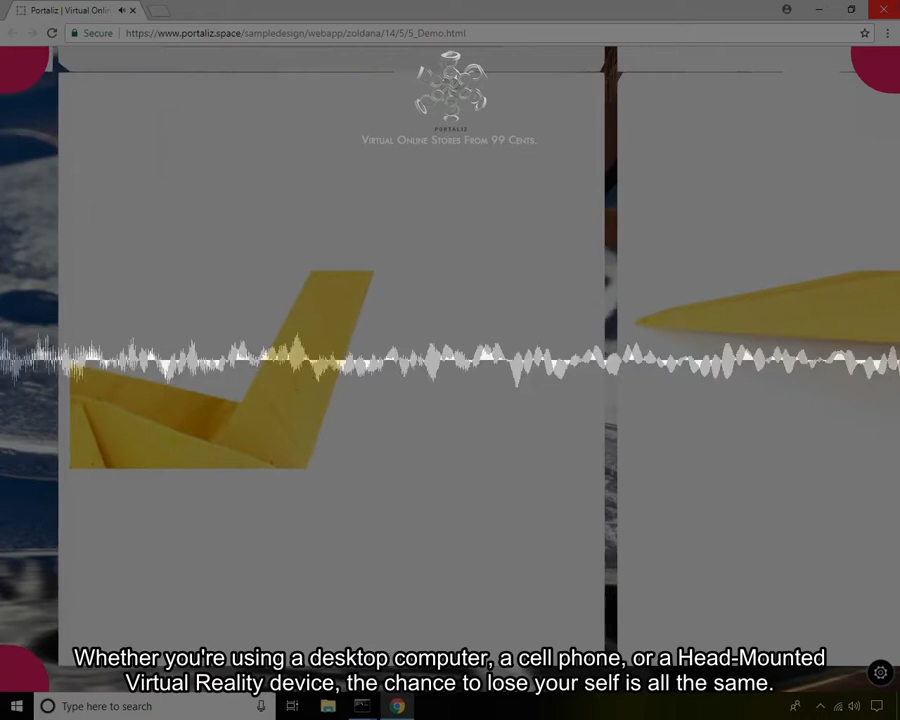 Portaliz | Virtual Onlin
Secure
https://www.portaliz.space/sampledesign/webapp/zoldana/14/5/5_Demo.html
PORTALIZ
Virtual Online Stores From 99 Cents.
Whether you're using a desktop computer, a cell phone, or a Head-Mounted
Virtual Reality device, the chance to lose your self is all the same.
Type here to search